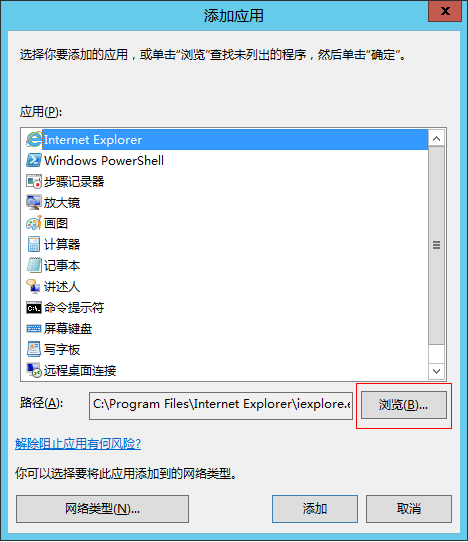 添加应用
选择你要添加的应用，或单击"浏览"查找未列出的程序，然后单击"确定"。
应用(P):
Internet Explorer
Windows PowerShell
步骤记录器
放大镜
画图
计算器
记事本
讲述人
命令提示符
屏幕键盘
写字板
远程桌面连接
路径(A):
C:\Program Files\Internet Explorer\iexplore.e
浏览(B)...
解除阻止应用有何风险?
你可以选择要将此应用添加到的网络类型。
网络类型(N)...
添加
取消